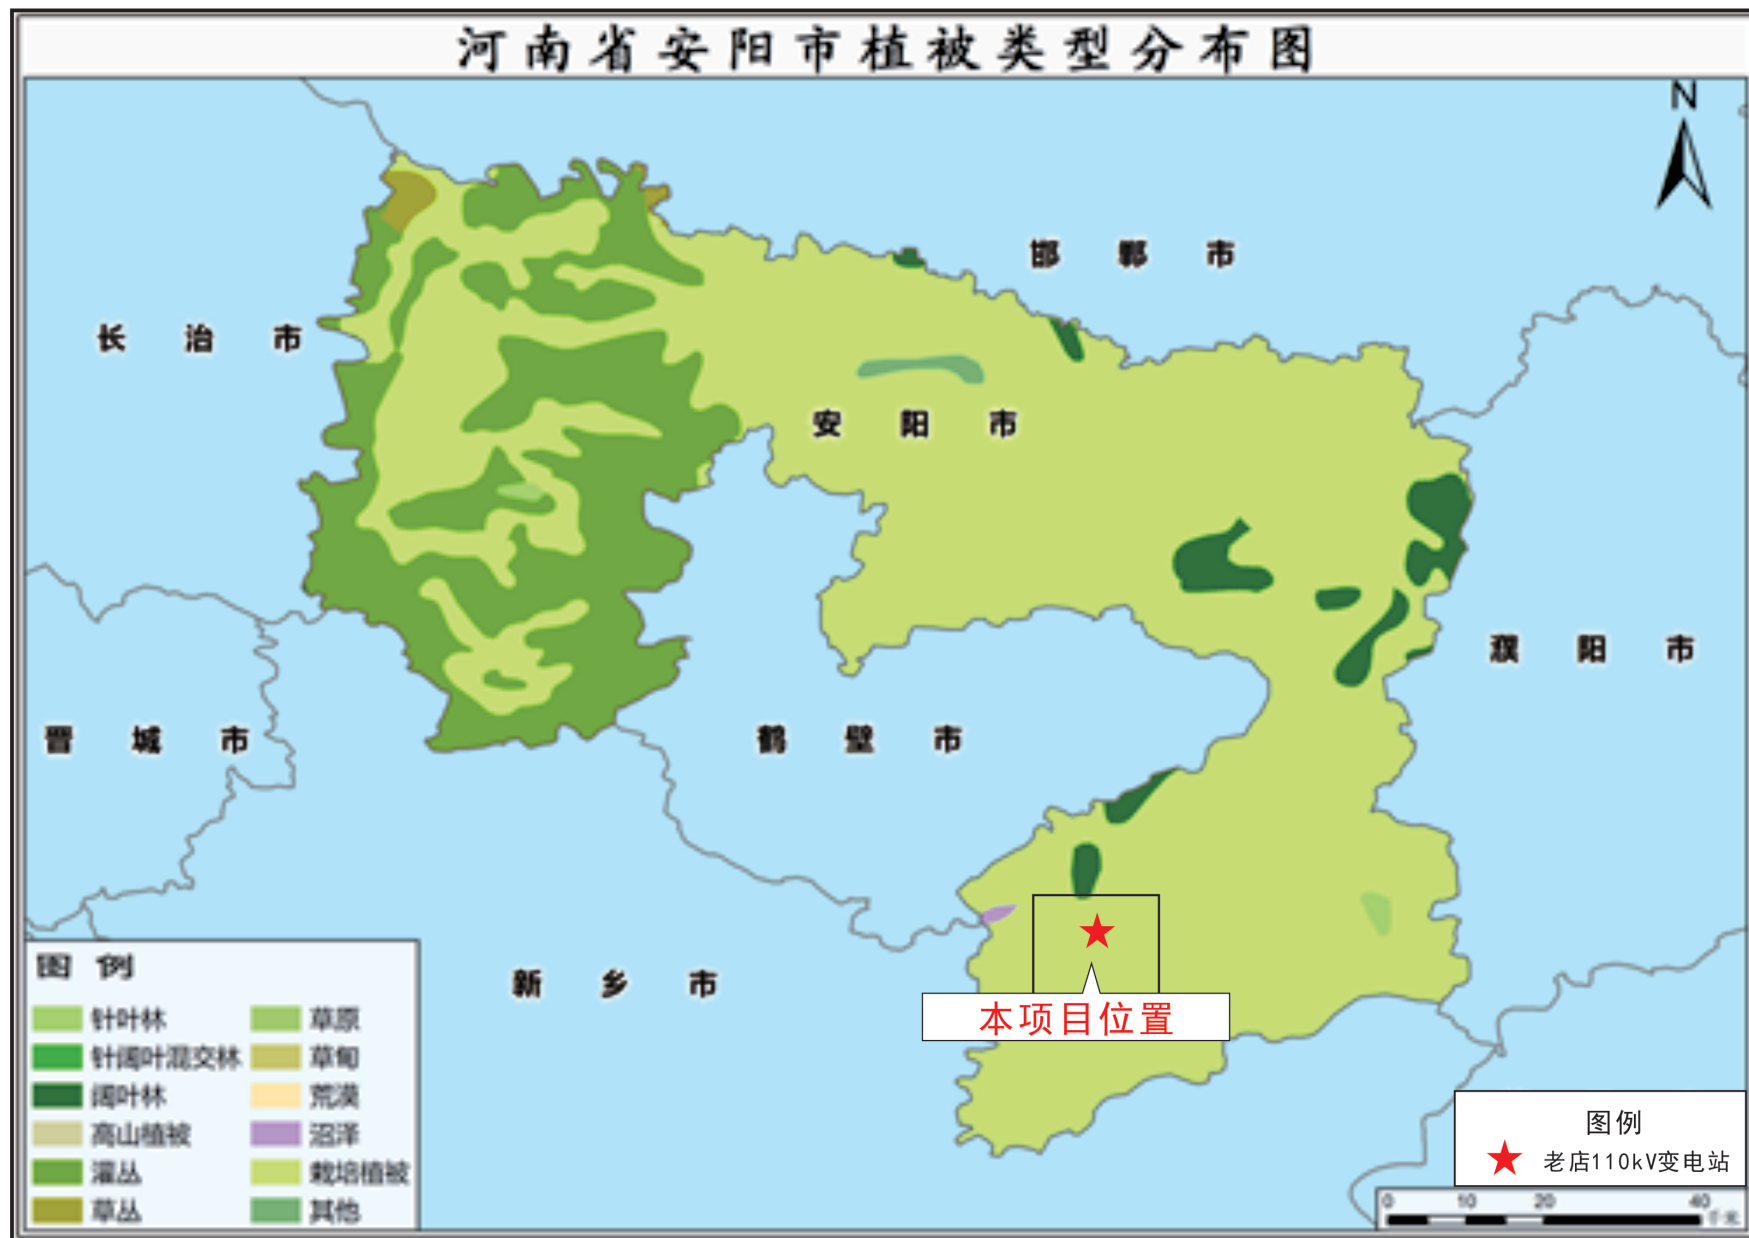 河南省安阳市植被类型分布图
N
邯郸市
长治市
安阳市
濮阳市
晋城市
鹤壁市
新乡市
本项目位置
图例
针叶林
草原
针阔叶混交林
草甸
阔叶林
荒漠
高山植被
沼泽
灌丛
栽培植被
草丛
其他
图例
老店110kV变电站
0 10 20 40
千米